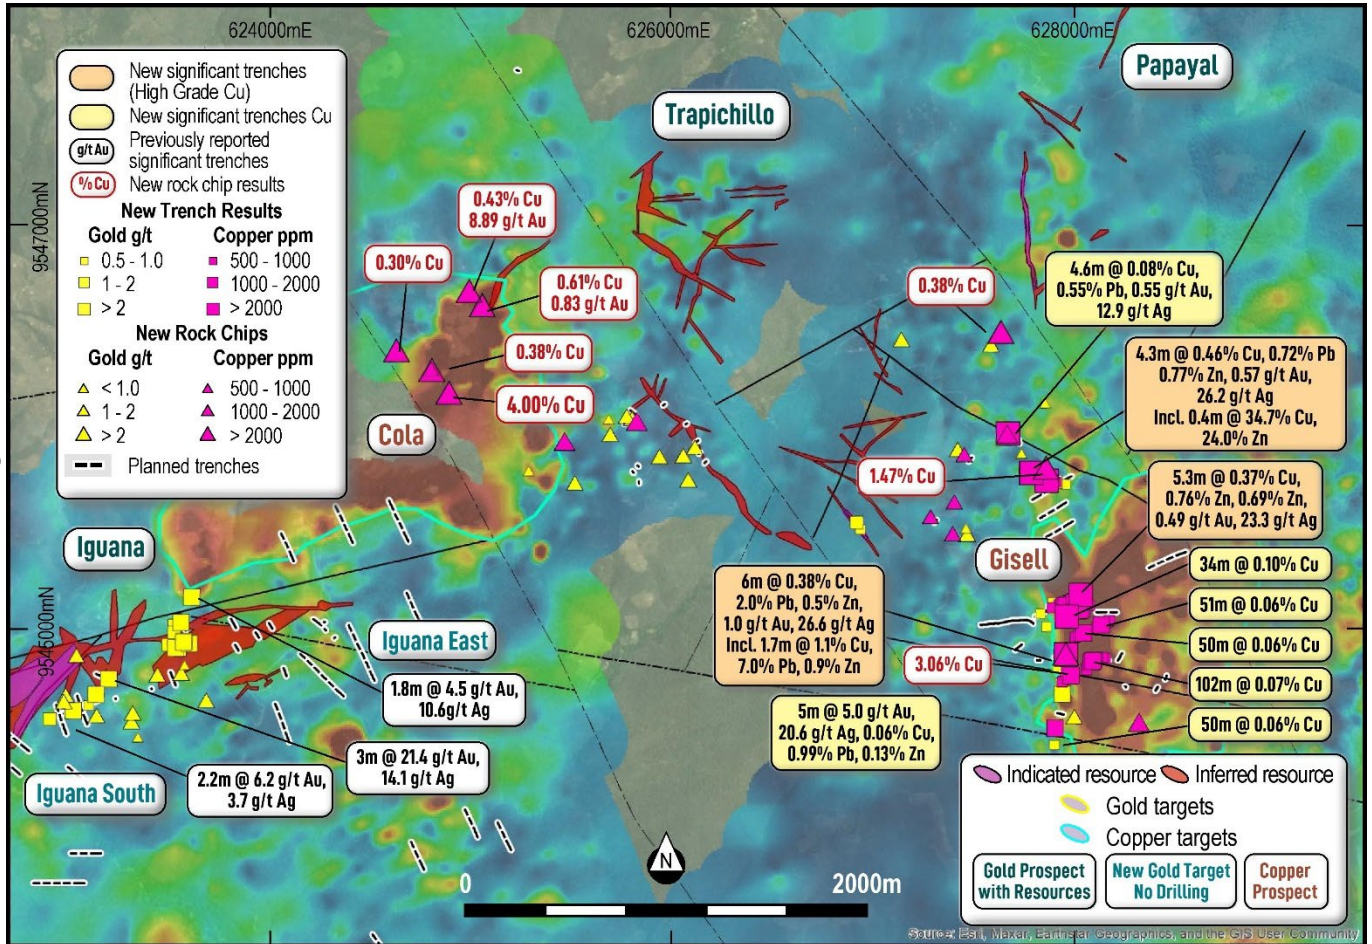 624000mE
626000mE
628000mE
9547000mN
9545000mN
New significant trenches
(High Grade Cu)
New significant trenches Cu
g/t Au
Previously reported
significant trenches
% Cu
New rock chip results
New Trench Results
Gold g/t
Copper ppm
0.5 - 1.0
500 - 1000
1 - 2
1000 - 2000
> 2
> 2000
New Rock Chips
Gold g/t
Copper ppm
< 1.0
500 - 1000
1 - 2
1000 - 2000
> 2
> 2000
Planned trenches
Papayal
Trapichillo
0.43% Cu
8.89 g/t Au
0.30% Cu
0.61% Cu
0.83 g/t Au
0.38% Cu
4.00% Cu
Cola
0.38% Cu
4.6m @ 0.08% Cu,
0.55% Pb, 0.55 g/t Au,
12.9 g/t Ag
4.3m @ 0.46% Cu, 0.72% Pb
0.77% Zn, 0.57 g/t Au,
26.2 g/t Ag
Incl. 0.4m @ 34.7% Cu,
24.0% Zn
1.47% Cu
5.3m @ 0.37% Cu,
0.76% Zn, 0.69% Zn,
0.49 g/t Au, 23.3 g/t Ag
Gisell
34m @ 0.10% Cu
51m @ 0.06% Cu
50m @ 0.06% Cu
102m @ 0.07% Cu
50m @ 0.06% Cu
6m @ 0.38% Cu,
2.0% Pb, 0.5% Zn,
1.0 g/t Au, 26.6 g/t Ag
Incl. 1.7m @ 1.1% Cu,
7.0% Pb, 0.9% Zn
3.06% Cu
5m @ 5.0 g/t Au,
20.6 g/t Ag, 0.06% Cu,
0.99% Pb, 0.13% Zn
Iguana
Iguana East
1.8m @ 4.5 g/t Au,
10.6g/t Ag
3m @ 21.4 g/t Au,
14.1 g/t Ag
2.2m @ 6.2 g/t Au,
3.7 g/t Ag
Iguana South
N
0
2000m
Indicated resource
Inferred resource
Gold targets
Copper targets
Gold Prospect
with Resources
New Gold Target
No Drilling
Copper
Prospect
Source: Esri, Maxar, Earthstar Geographics, and the GIS User Community